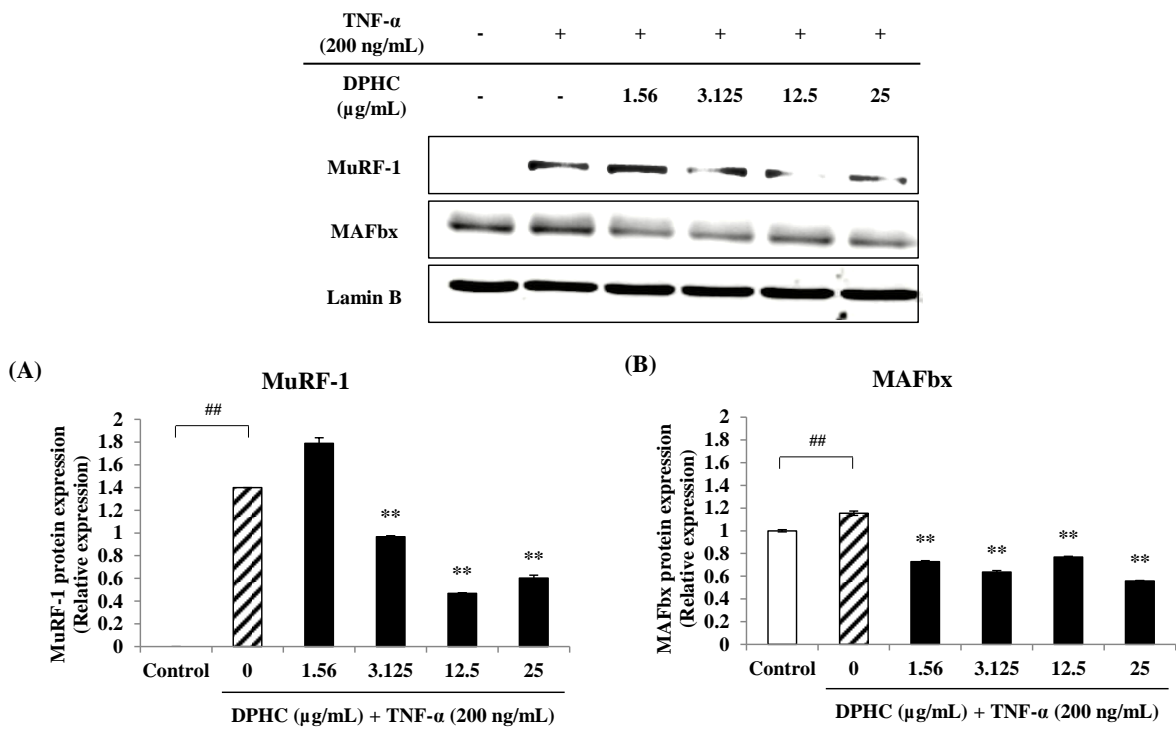 TNF-α
(200 ng/mL)
- + + + + +
DPHC
(μg/mL)
- - 1.56 3.125 12.5 25
MuRF-1
MAFbx
Lamin B
(A)
MuRF-1
MuRF-1 protein expression
(Relative expression)
2
1.8
1.6
1.4
1.2
1
0.8
0.6
0.4
0.2
0
##
**
**
**
Control 0 1.56 3.125 12.5 25
DPHC (μg/mL) + TNF-α (200 ng/mL)
(B)
MAFbx
MAFbx protein expression
(Relative expression)
2
1.8
1.6
1.4
1.2
1
0.8
0.6
0.4
0.2
0
##
**
**
**
**
Control 0 1.56 3.125 12.5 25
DPHC (μg/mL) + TNF-α (200 ng/mL)